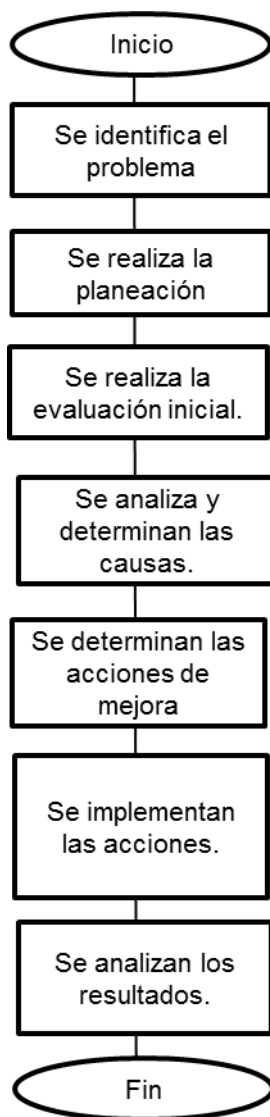 Inicio
Se identifica el
problema
Se realiza la
planeación
Se realiza la
evaluación inicial.
Se analiza y
determinan las
causas.
Se determinan las
acciones de
mejora
Se implementan
las acciones.
Se analizan los
resultados.
Fin